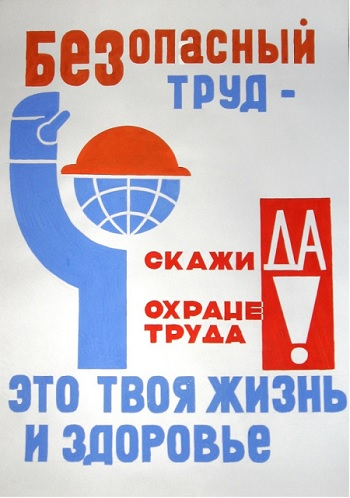 Безопасный
труд -
скажи ДА!
охране
труда
это твоя жизнь
и здоровье